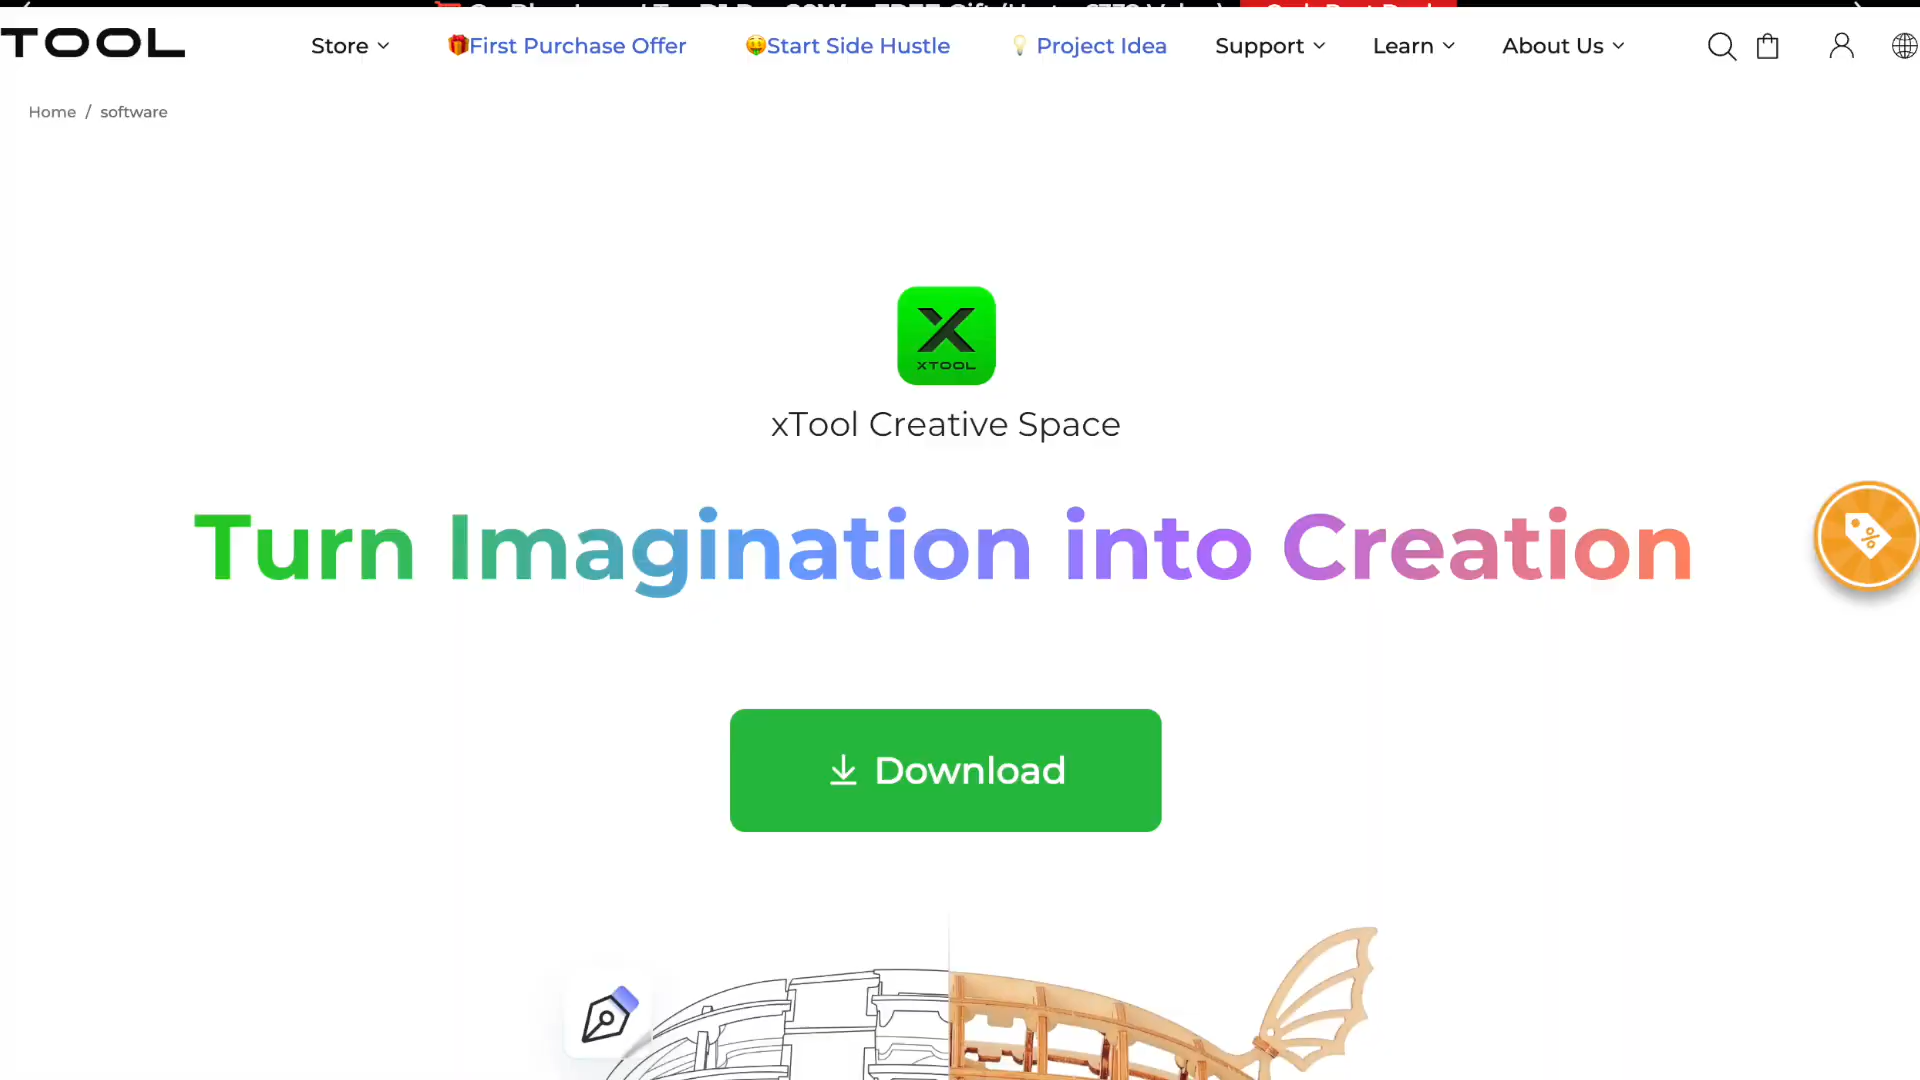 TOOL
Store
🎁First Purchase Offer
🤑Start Side Hustle
💡 Project Idea
Support
Learn
About Us
Home / software
XTOOL
xTool Creative Space
Turn Imagination into Creation
Download